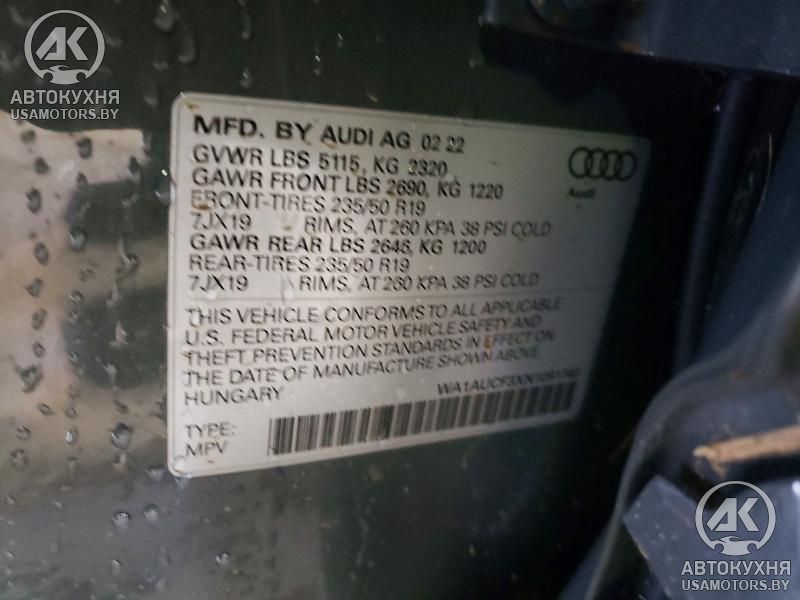 AK
АВТОКУХНЯ
USAMOTORS.BY
MFD. BY AUDI AG 02 22
GVWR LBS 5115, KG 2320
GAWR FRONT LBS 2690, KG 1220
FRONT-TIRES 235/50 R19
7JX19 RIMS, AT 260 KPA 38 PSI COLD
GAWR REAR LBS 2646, KG 1200
REAR-TIRES 235/50 R19
7JX19 RIMS, AT 260 KPA 38 PSI COLD
Audi
THIS VEHICLE CONFORMS TO ALL APPLICABLE
U.S. FEDERAL MOTOR VEHICLE SAFETY AND
THEFT PREVENTION STANDARDS IN EFFECT ON
THE DATE OF MANUFACTURE SHOWN ABOVE.
HUNGARY
TYPE:
MPV
AK
АВТОКУХНЯ
USAMOTORS.BY